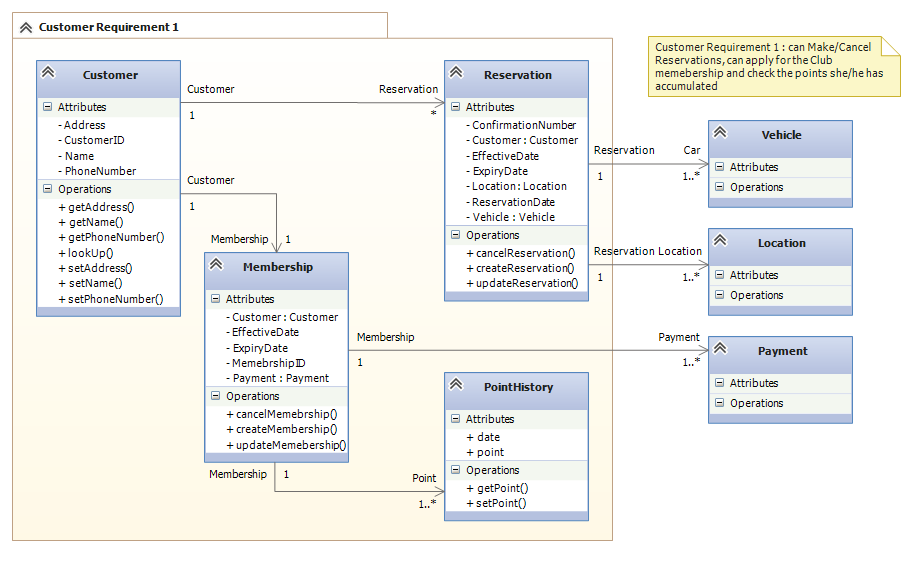 Customer Requirement 1
Customer Requirement 1 : can Make/Cancel
Reservations, can apply for the Club
memebership and check the points she/he has
accumulated
Customer
Attributes
- Address
- CustomerID
- Name
- PhoneNumber
Operations
+ getAddress()
+ getName()
+ getPhoneNumber()
+ lookUp()
+ setAddress()
+ setName()
+ setPhoneNumber()
Customer
1
Reservation
*
Customer
1
Membership
1
Reservation
Attributes
- ConfirmationNumber
- Customer : Customer
- EffectiveDate
- ExpiryDate
- Location : Location
- ReservationDate
- Vehicle : Vehicle
Operations
+ cancelReservation()
+ createReservation()
+ updateReservation()
Reservation
1
Car
1..*
Vehicle
Attributes
Operations
Reservation
1
Location
1..*
Location
Attributes
Operations
Membership
Attributes
- Customer : Customer
- EffectiveDate
- ExpiryDate
- MemebrshipID
- Payment : Payment
Operations
+ cancelMemebrship()
+ createMembership()
+ updateMemebership()
Membership
1
Payment
1..*
Payment
Attributes
Operations
Membership
1
Point
1..*
PointHistory
Attributes
+ date
+ point
Operations
+ getPoint()
+ setPoint()